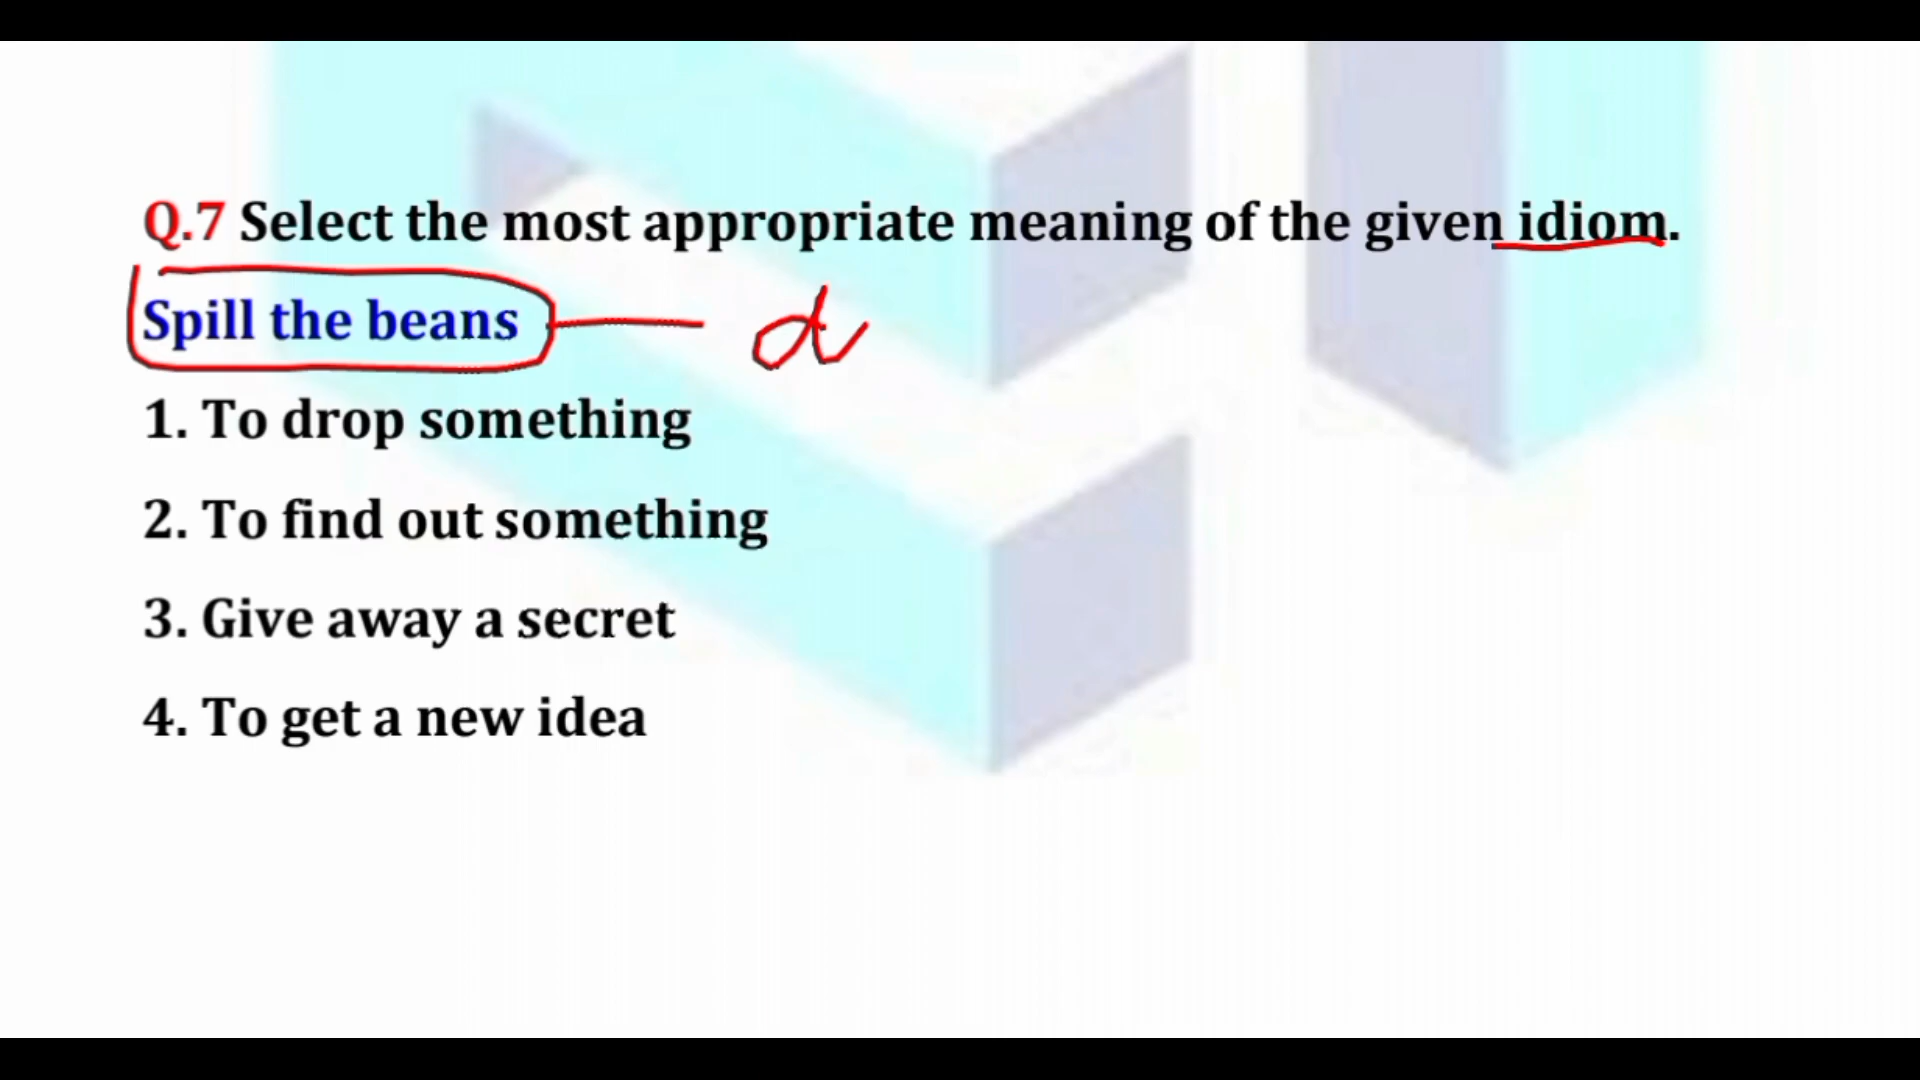 Q.7 Select the most appropriate meaning of the given idiom.
Spill the beans — d
1. To drop something
2. To find out something
3. Give away a secret
4. To get a new idea